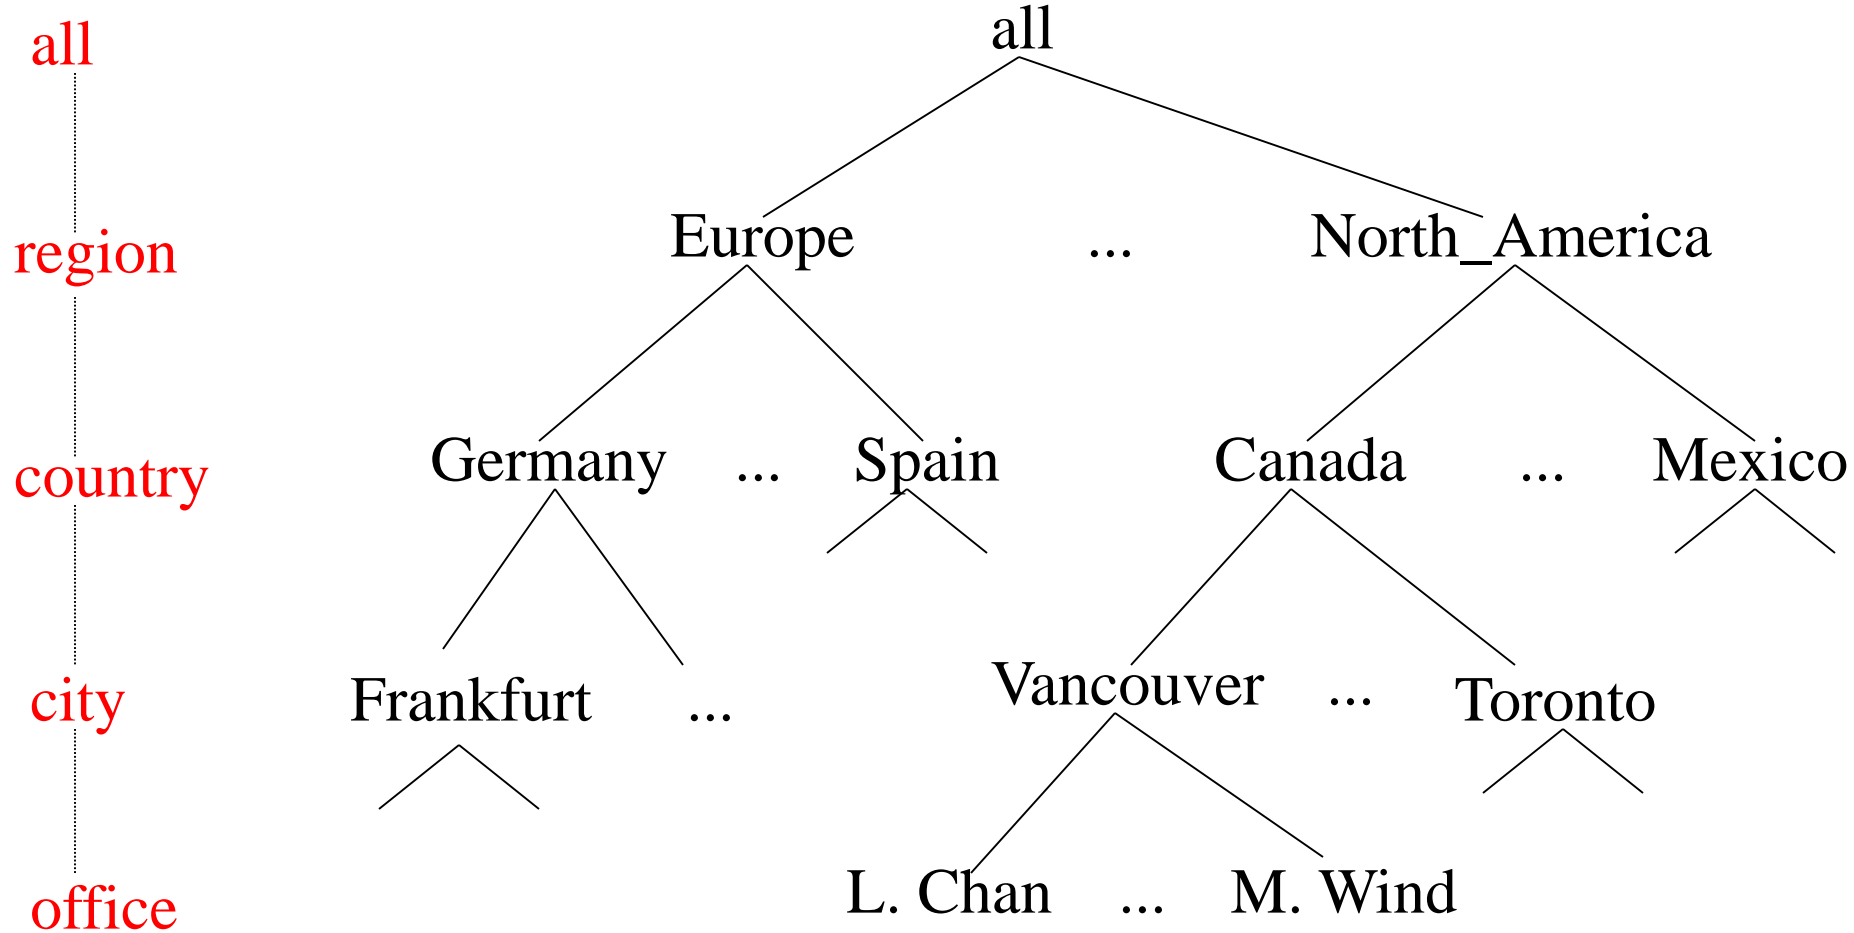 all
all
region
Europe ... North_America
country
Germany ... Spain Canada ... Mexico
city
Frankfurt ... Vancouver ... Toronto
office
L. Chan ... M. Wind